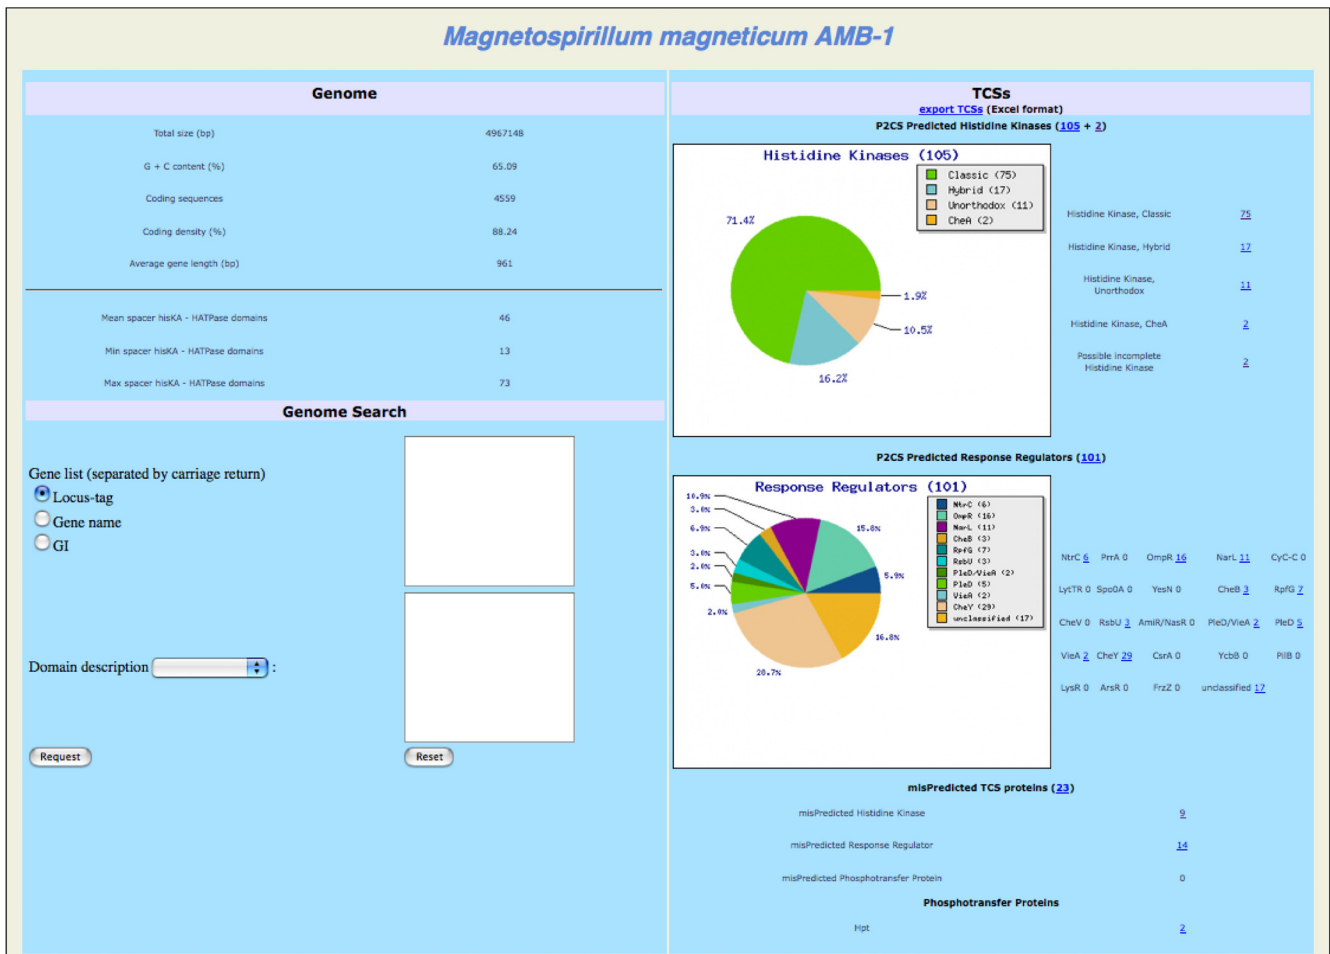 Magnetospirillum magneticum AMB-1
Genome
Total size (bp) 4967148
G + C content (%) 65.09
Coding sequences 4559
Coding density (%) 88.24
Average gene length (bp) 961
Mean spacer hisKA - HATPase domains 46
Min spacer hisKA - HATPase domains 13
Max spacer hisKA - HATPase domains 73
Genome Search
Gene list (separated by carriage return)
Locus-tag
Gene name
GI
Domain description :
Request Reset
TCSs
export TCSs (Excel format)
P2CS Predicted Histidine Kinases (105 + 2)
Histidine Kinases (105)
Classic (75)
Hybrid (17)
Unorthodox (11)
CheA (2)
71.4%
1.9%
10.5%
16.2%
Histidine Kinase, Classic 75
Histidine Kinase, Hybrid 17
Histidine Kinase,
Unorthodox 11
Histidine Kinase, CheA 2
Possible incomplete
Histidine Kinase 2
P2CS Predicted Response Regulators (101)
Response Regulators (101)
NtrC (6)
OmpR (16)
NarL (11)
CheB (3)
RpfG (7)
RsbU (3)
PleD/VieA (2)
PleD (5)
VieA (2)
CheY (29)
unclassified (17)
10.9%
3.0%
6.9%
3.0%
2.0%
5.0%
2.0%
15.8%
5.9%
16.8%
28.7%
NtrC 6 PrrA 0 OmpR 16 NarL 11 CyC-C 0
LytTR 0 Spo0A 0 YesN 0 CheB 3 RpfG 7
CheV 0 RsbU 3 AmiR/NasR 0 PleD/VieA 2 PleD 5
VieA 2 CheY 29 CsrA 0 YcbB 0 PilB 0
LysR 0 ArsR 0 FrzZ 0 unclassified 17
misPredicted TCS proteins (23)
misPredicted Histidine Kinase 9
misPredicted Response Regulator 14
misPredicted Phosphotransfer Protein 0
Phosphotransfer Proteins
Hpt 2